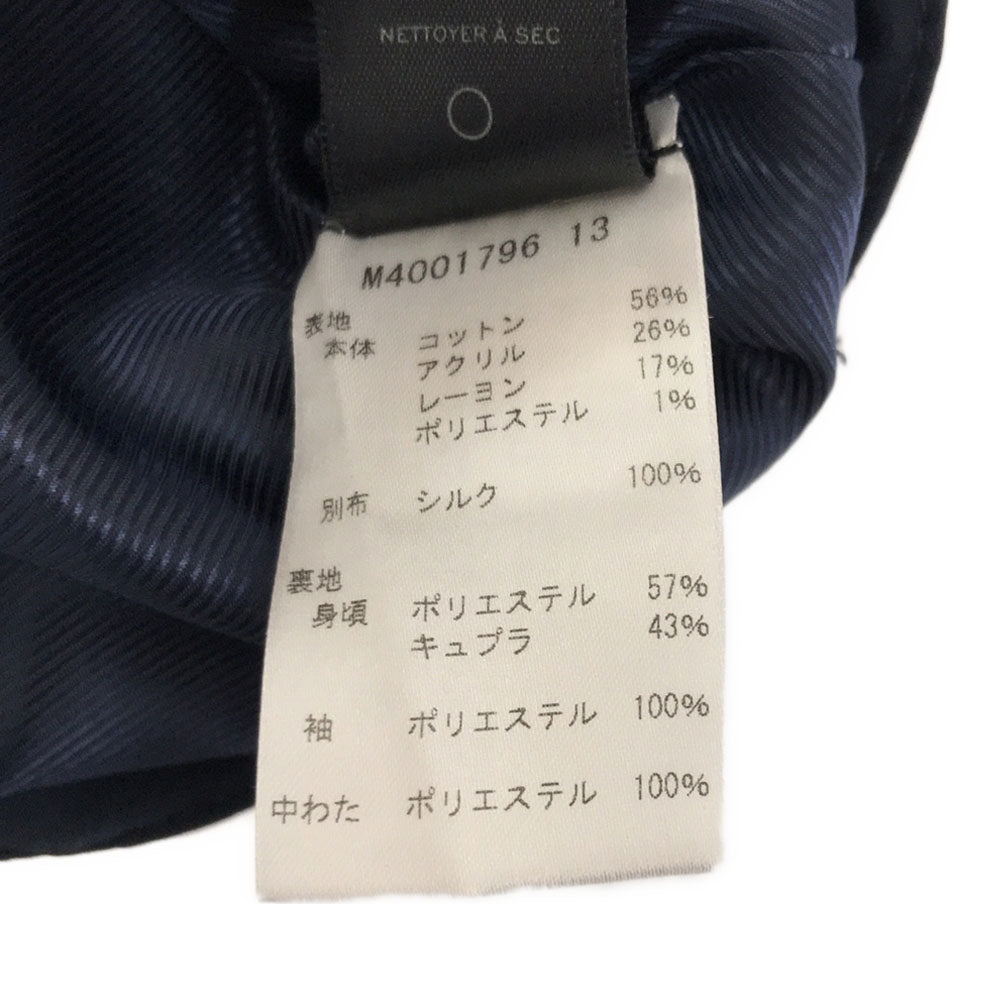 NETTOYER À SEC
M4001796 13
表地 56%
本体 コットン 26%
アクリル 17%
レーヨン 1%
ポリエステル
別布 シルク 100%
裏地
身頃 ポリエステル 57%
キュプラ 43%
袖 ポリエステル 100%
中わた ポリエステル 100%